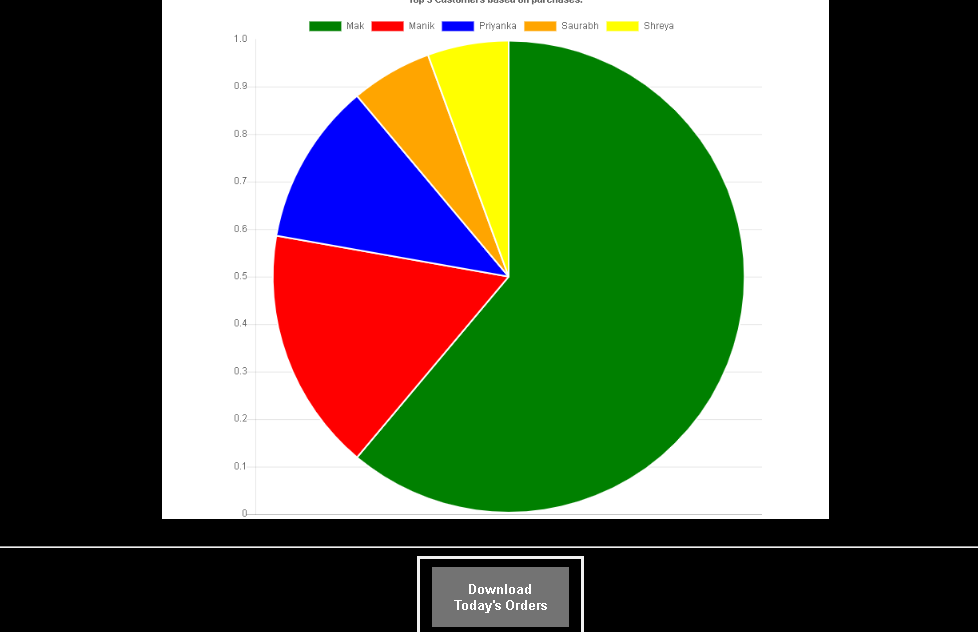 Top 5 Customers based on purchases.
Mak Manik Priyanka Saurabh Shreya
1.0
0.9
0.8
0.7
0.6
0.5
0.4
0.3
0.2
0.1
0
Download
Today's Orders